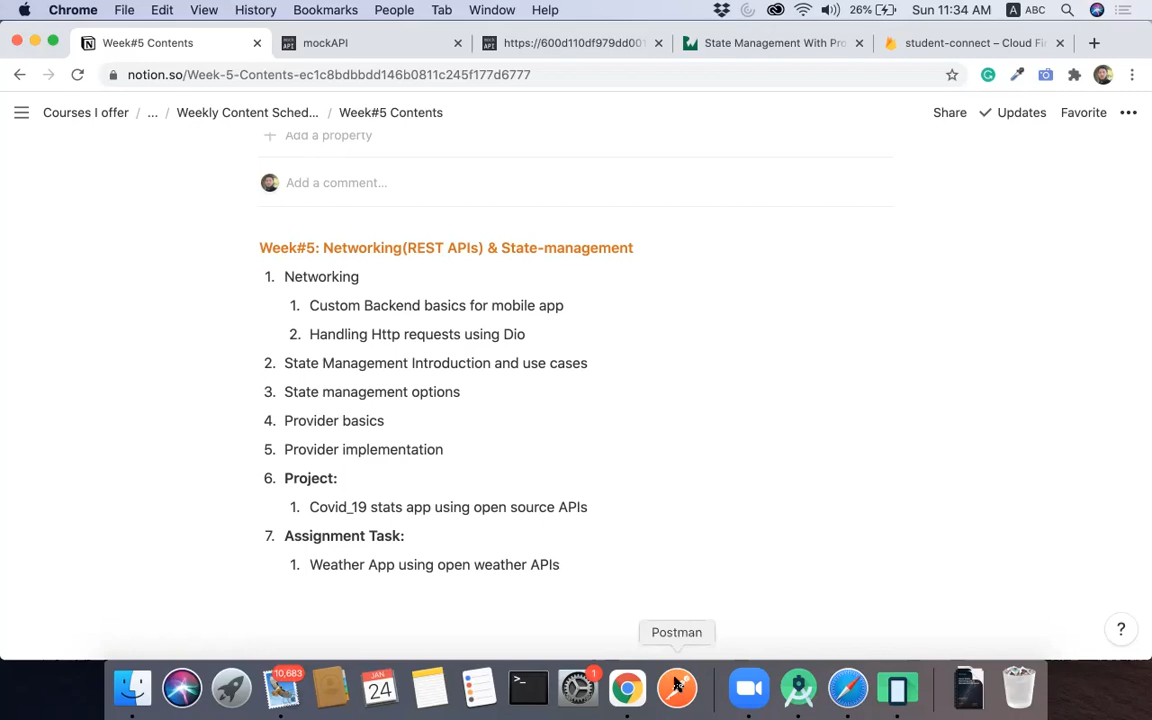 Chrome File Edit View History Bookmarks People Tab Window Help 26% Sun 11:34 AM A ABC
Week#5 Contents mockAPI https://600d110df979dd001 State Management With Pro student-connect – Cloud Fi
notion.so/Week-5-Contents-ec1c8bdbbdd146b0811c245f177d6777
Courses I offer / ... / Weekly Content Sched... / Week#5 Contents Share Updates Favorite
Add a property
Add a comment...
Week#5: Networking(REST APIs) & State-management
1. Networking
1. Custom Backend basics for mobile app
2. Handling Http requests using Dio
2. State Management Introduction and use cases
3. State management options
4. Provider basics
5. Provider implementation
6. Project:
1. Covid_19 stats app using open source APIs
7. Assignment Task:
1. Weather App using open weather APIs
Postman
?
10,683
JAN
24
1